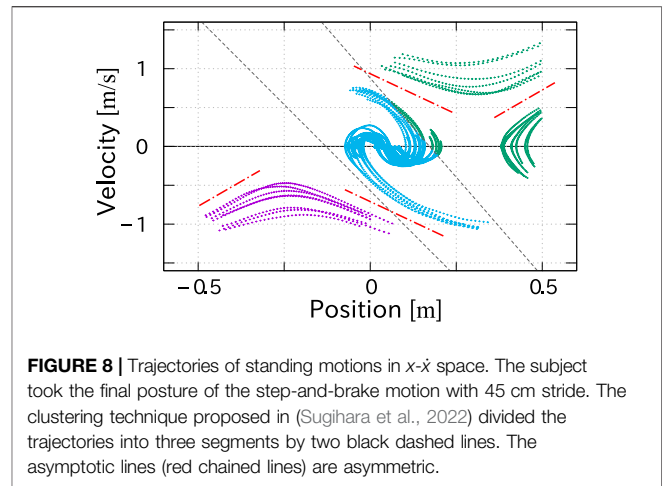 1
0
−1
Velocity [m/s]
−0.5
0
0.5
Position [m]
FIGURE 8 | Trajectories of standing motions in x-ẋ space. The subject
took the final posture of the step-and-brake motion with 45 cm stride. The
clustering technique proposed in (Sugihara et al., 2022) divided the
trajectories into three segments by two black dashed lines. The
asymptotic lines (red chained lines) are asymmetric.